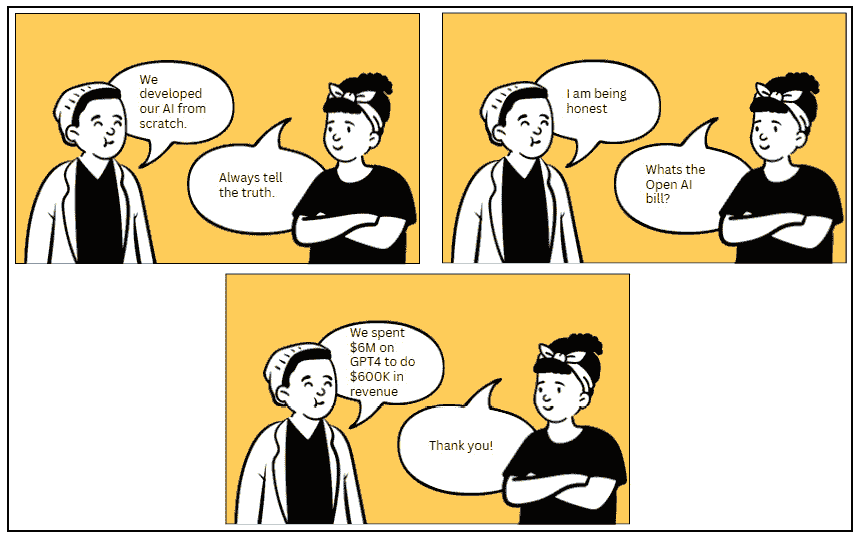 We
developed
our AI from
scratch.
Always tell
the truth.
I am being
honest
Whats the
Open AI
bill?
We spent
$6M on
GPT4 to do
$600K in
revenue
Thank you!